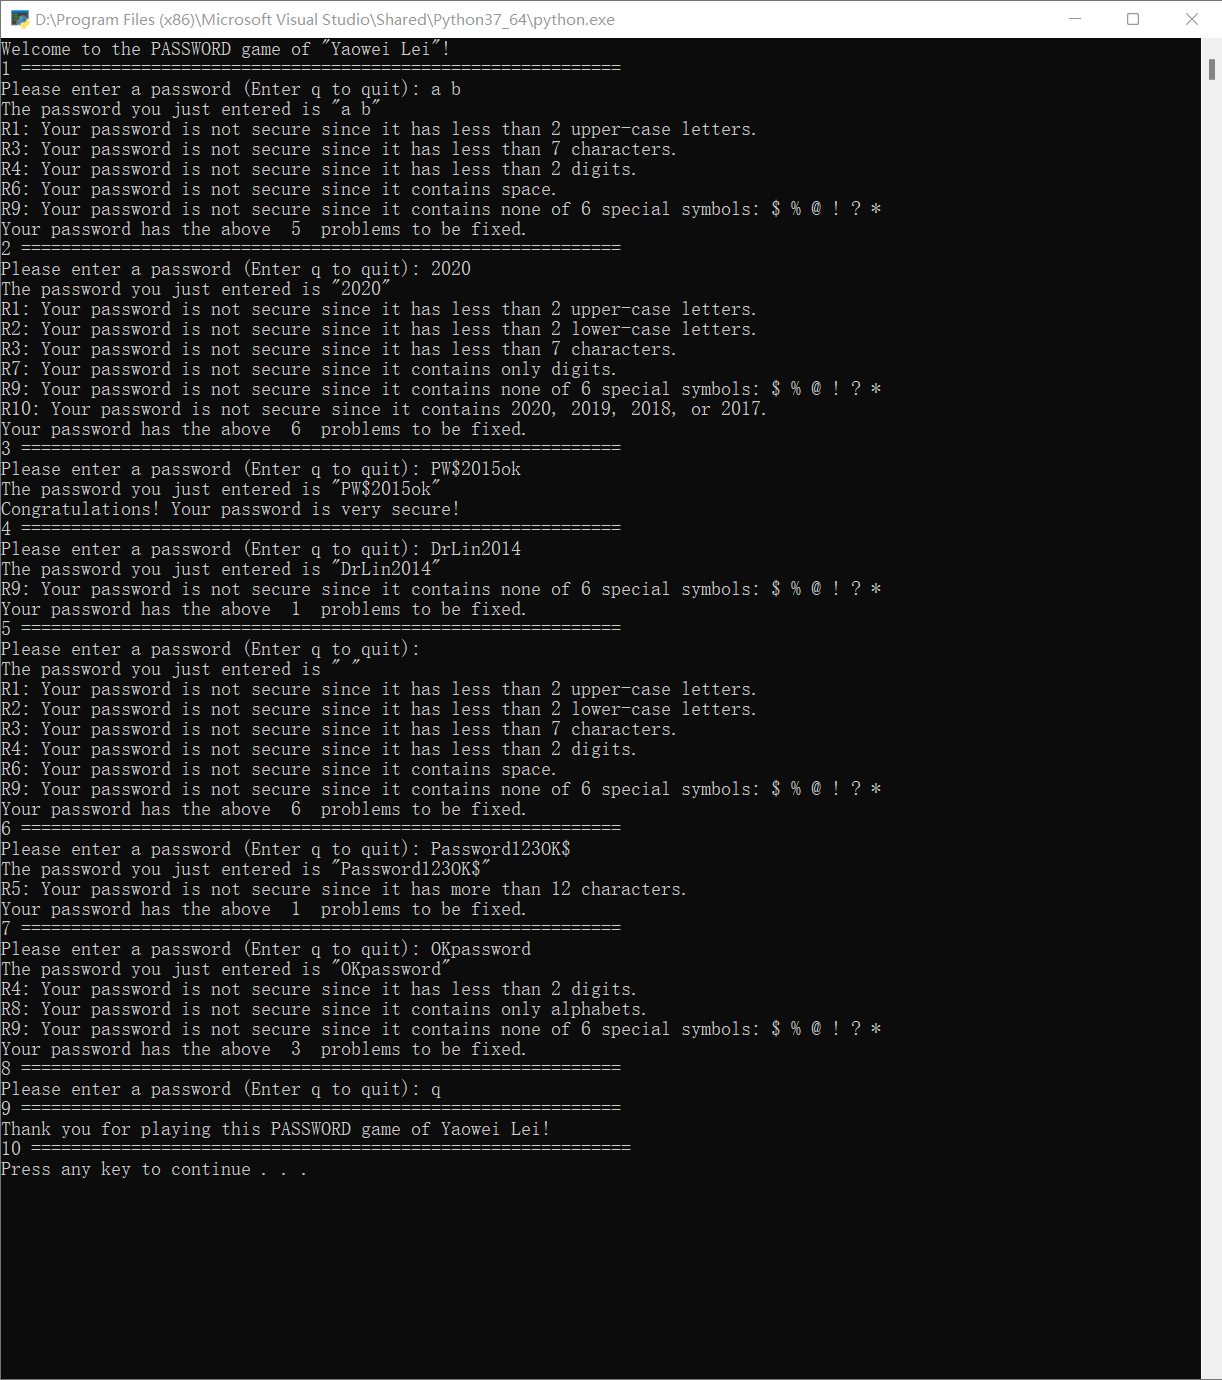 D:\Program Files (x86)\Microsoft Visual Studio\Shared\Python37_64\python.exe
Welcome to the PASSWORD game of "Yaowei Lei"!
1 ============================================================
Please enter a password (Enter q to quit): a b
The password you just entered is "a b"
R1: Your password is not secure since it has less than 2 upper-case letters.
R3: Your password is not secure since it has less than 7 characters.
R4: Your password is not secure since it has less than 2 digits.
R6: Your password is not secure since it contains space.
R9: Your password is not secure since it contains none of 6 special symbols: $ % @ ! ? *
Your password has the above  5  problems to be fixed.
2 ============================================================
Please enter a password (Enter q to quit): 2020
The password you just entered is "2020"
R1: Your password is not secure since it has less than 2 upper-case letters.
R2: Your password is not secure since it has less than 2 lower-case letters.
R3: Your password is not secure since it has less than 7 characters.
R7: Your password is not secure since it contains only digits.
R9: Your password is not secure since it contains none of 6 special symbols: $ % @ ! ? *
R10: Your password is not secure since it contains 2020, 2019, 2018, or 2017.
Your password has the above  6  problems to be fixed.
3 ============================================================
Please enter a password (Enter q to quit): PW$2015ok
The password you just entered is "PW$2015ok"
Congratulations! Your password is very secure!
4 ============================================================
Please enter a password (Enter q to quit): DrLin2014
The password you just entered is "DrLin2014"
R9: Your password is not secure since it contains none of 6 special symbols: $ % @ ! ? *
Your password has the above  1  problems to be fixed.
5 ============================================================
Please enter a password (Enter q to quit):
The password you just entered is " "
R1: Your password is not secure since it has less than 2 upper-case letters.
R2: Your password is not secure since it has less than 2 lower-case letters.
R3: Your password is not secure since it has less than 7 characters.
R4: Your password is not secure since it has less than 2 digits.
R6: Your password is not secure since it contains space.
R9: Your password is not secure since it contains none of 6 special symbols: $ % @ ! ? *
Your password has the above  6  problems to be fixed.
6 ============================================================
Please enter a password (Enter q to quit): Password123OK$
The password you just entered is "Password123OK$"
R5: Your password is not secure since it has more than 12 characters.
Your password has the above  1  problems to be fixed.
7 ============================================================
Please enter a password (Enter q to quit): OKpassword
The password you just entered is "OKpassword"
R4: Your password is not secure since it has less than 2 digits.
R8: Your password is not secure since it contains only alphabets.
R9: Your password is not secure since it contains none of 6 special symbols: $ % @ ! ? *
Your password has the above  3  problems to be fixed.
8 ============================================================
Please enter a password (Enter q to quit): q
9 ============================================================
Thank you for playing this PASSWORD game of Yaowei Lei!
10 ============================================================
Press any key to continue . . .